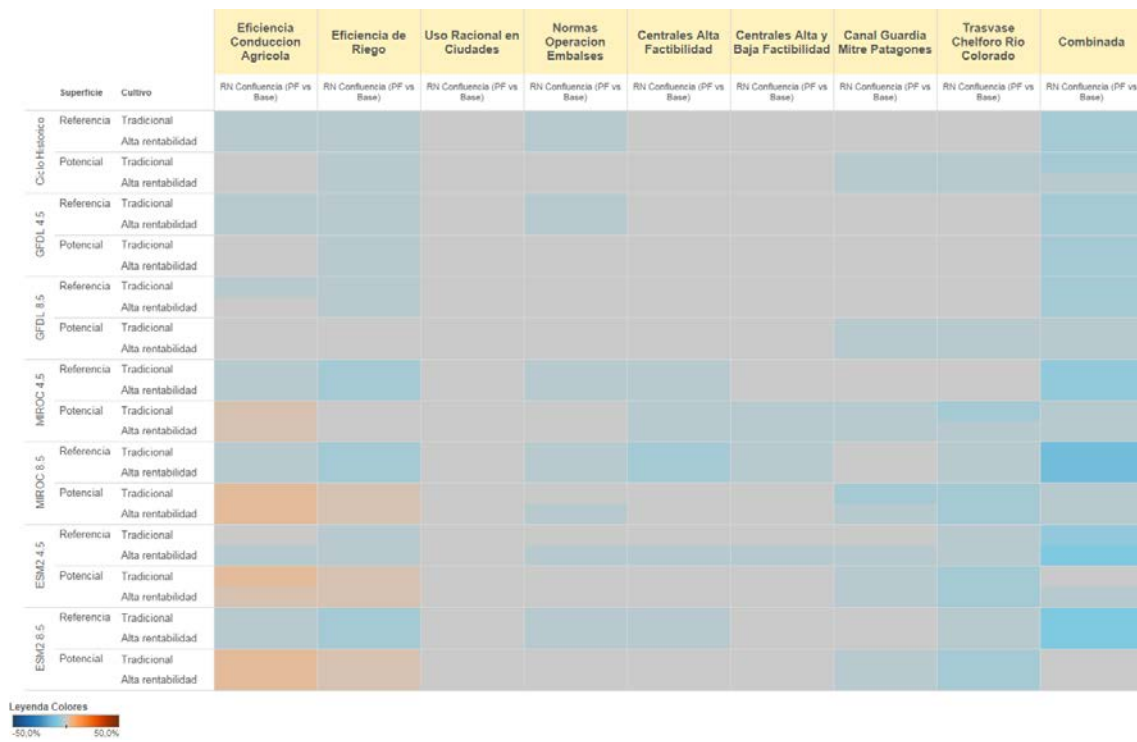 Eficiencia Conduccion Agricola
Eficiencia de Riego
Uso Racional en Ciudades
Normas Operacion Embalses
Centrales Alta Factibilidad
Centrales Alta y Baja Factibilidad
Canal Guardia Mitre Patagones
Trasvase Chelforo Rio Colorado
Combinada
Superficie Cultivo
RN Confluencia (PF vs Base)
RN Confluencia (PF vs Base)
RN Confluencia (PF vs Base)
RN Confluencia (PF vs Base)
RN Confluencia (PF vs Base)
RN Confluencia (PF vs Base)
RN Confluencia (PF vs Base)
RN Confluencia (PF vs Base)
RN Confluencia (PF vs Base)
Ciclo Historico
Referencia Tradicional
Alta rentabilidad
Potencial Tradicional
Alta rentabilidad
GFDL 4.5
Referencia Tradicional
Alta rentabilidad
Potencial Tradicional
Alta rentabilidad
GFDL 8.5
Referencia Tradicional
Alta rentabilidad
Potencial Tradicional
Alta rentabilidad
MIROC 4.5
Referencia Tradicional
Alta rentabilidad
Potencial Tradicional
Alta rentabilidad
MIROC 8.5
Referencia Tradicional
Alta rentabilidad
Potencial Tradicional
Alta rentabilidad
ESM2 4.5
Referencia Tradicional
Alta rentabilidad
Potencial Tradicional
Alta rentabilidad
ESM2 8.5
Referencia Tradicional
Alta rentabilidad
Potencial Tradicional
Alta rentabilidad
Leyenda Colores
-50,0% 50,0%